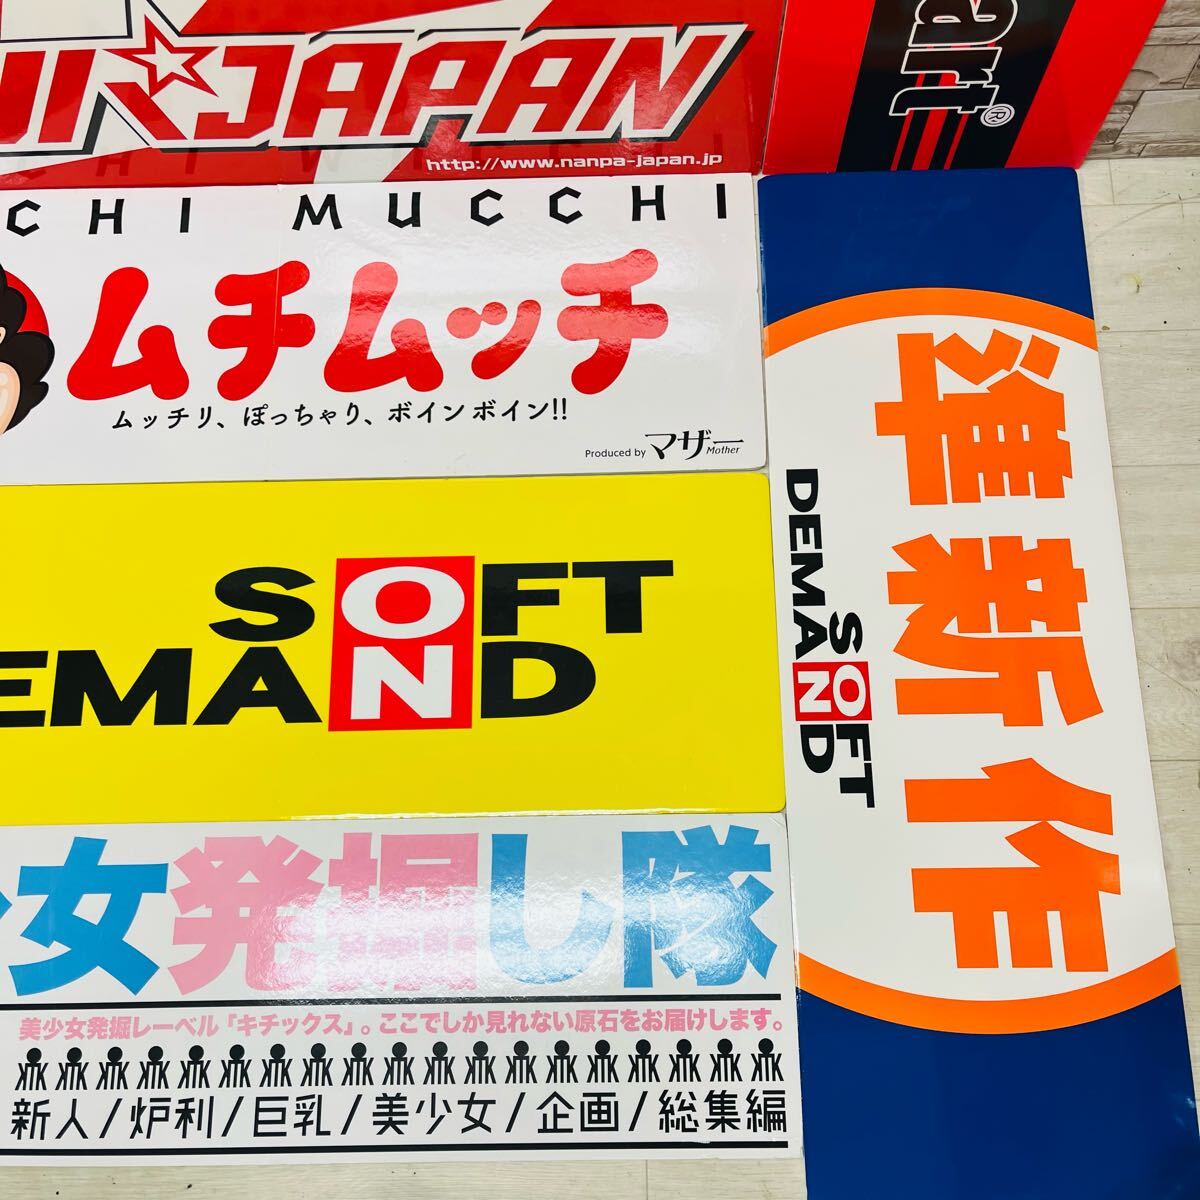 JAPAN
http://www.nanpa-japan.jp
art®
CHI MUCCHI
ムチムッチ
ムッチリ、ぽっちゃり、ボインボイン!!
Produced by マザー Mother
SOFT
EMAND
準新作
SOFT
DEMAND
女発掘し隊
美少女発掘レーベル「キチックス」。ここでしか見れない原石をお届けします。
新人/炉利/巨乳/美少女/企画/総集編